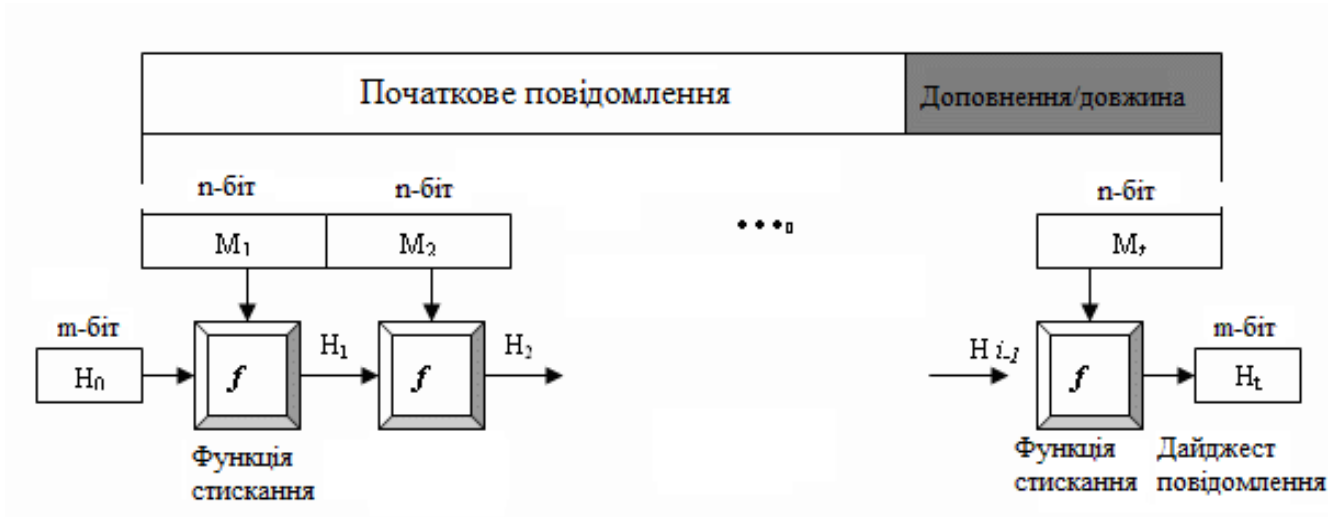 Початкове повідомлення
Доповнення/довжина
n-біт
n-біт
n-біт
M₁
M₂
Mₜ
m-біт
H₁
H₂
H i-1
m-біт
H₀
f
f
f
Hₜ
Функція
стискання
Функція
стискання
Дайджест
повідомлення